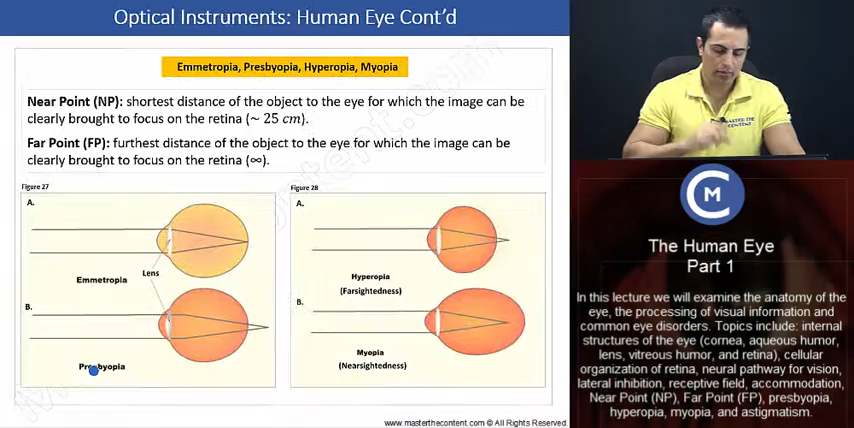 Optical Instruments: Human Eye Cont'd
Emmetropia, Presbyopia, Hyperopia, Myopia
Near Point (NP): shortest distance of the object to the eye for which the image can be
clearly brought to focus on the retina (~ 25 cm).
Far Point (FP): furthest distance of the object to the eye for which the image can be
clearly brought to focus on the retina (∞).
Figure 27
A.
Emmetropia
Lens
B.
Presbyopia
Figure 28
A.
Hyperopia
(Farsightedness)
B.
Myopia
(Nearsightedness)
www.masterthecontent.com © All Rights Reserved.
MASTER THE
CONTENT
C M
The Human Eye
Part 1
In this lecture we will examine the anatomy of the
eye, the processing of visual information and
common eye disorders. Topics include: internal
structures of the eye (cornea, aqueous humor,
lens, vitreous humor, and retina), cellular
organization of retina, neural pathway for vision,
lateral inhibition, receptive field, accommodation,
Near Point (NP), Far Point (FP), presbyopia,
hyperopia, myopia, and astigmatism.